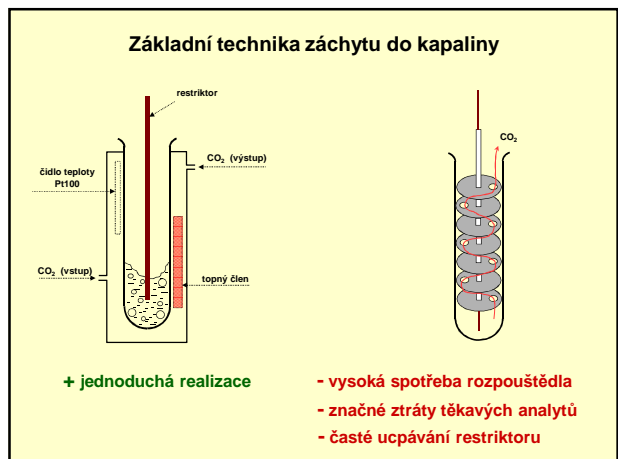 Základní technika záchytu do kapaliny
restriktor
CO₂ (výstup)
čidlo teploty
Pt100
CO₂ (vstup)
topný člen
CO₂
+ jednoduchá realizace
- vysoká spotřeba rozpouštědla
- značné ztráty těkavých analytů
- časté ucpávání restriktoru